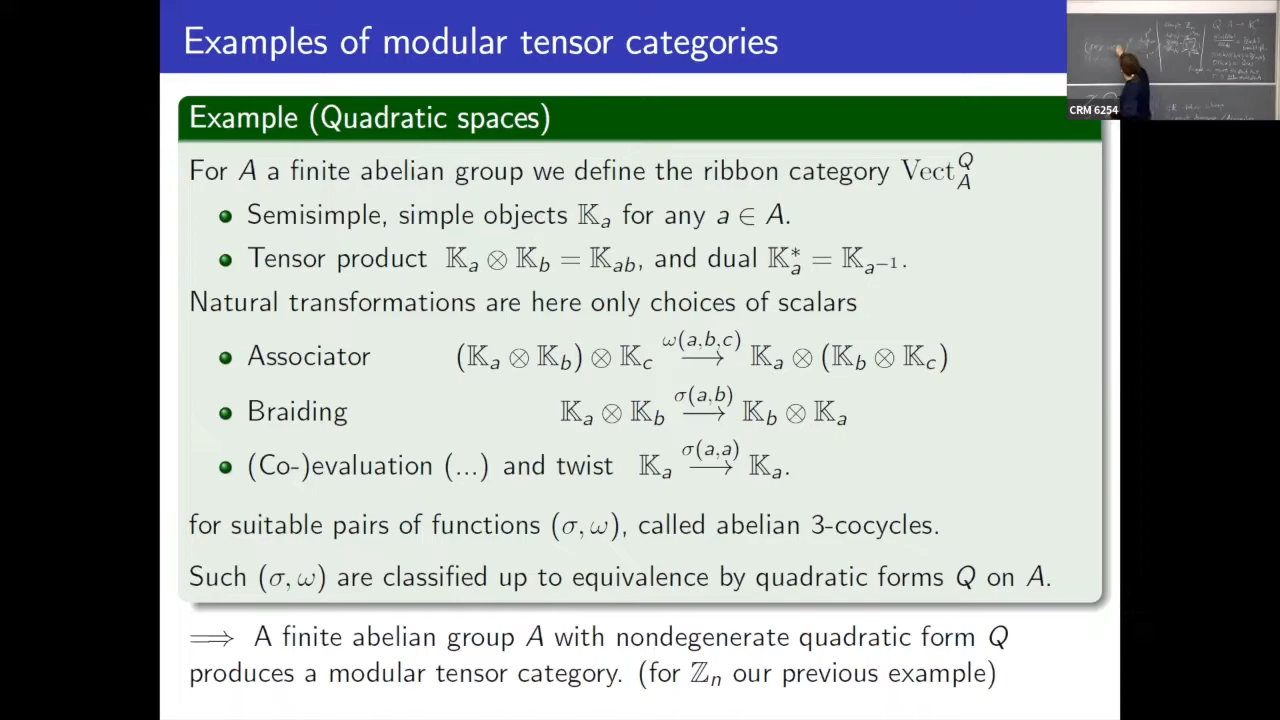 Examples of modular tensor categories
CRM 6254
Example (Quadratic spaces)
For A a finite abelian group we define the ribbon category Vect_A^Q
Semisimple, simple objects 𝕂_a for any a ∈ A.
Tensor product 𝕂_a ⊗ 𝕂_b = 𝕂_{ab}, and dual 𝕂_a^* = 𝕂_{a^{-1}}.
Natural transformations are here only choices of scalars
Associator (𝕂_a ⊗ 𝕂_b) ⊗ 𝕂_c \xrightarrow{ω(a,b,c)} 𝕂_a ⊗ (𝕂_b ⊗ 𝕂_c)
Braiding 𝕂_a ⊗ 𝕂_b \xrightarrow{σ(a,b)} 𝕂_b ⊗ 𝕂_a
(Co-)evaluation (...) and twist 𝕂_a \xrightarrow{σ(a,a)} 𝕂_a.
for suitable pairs of functions (σ, ω), called abelian 3-cocycles.
Such (σ, ω) are classified up to equivalence by quadratic forms Q on A.
⟹ A finite abelian group A with nondegenerate quadratic form Q
produces a modular tensor category. (for ℤ_n our previous example)